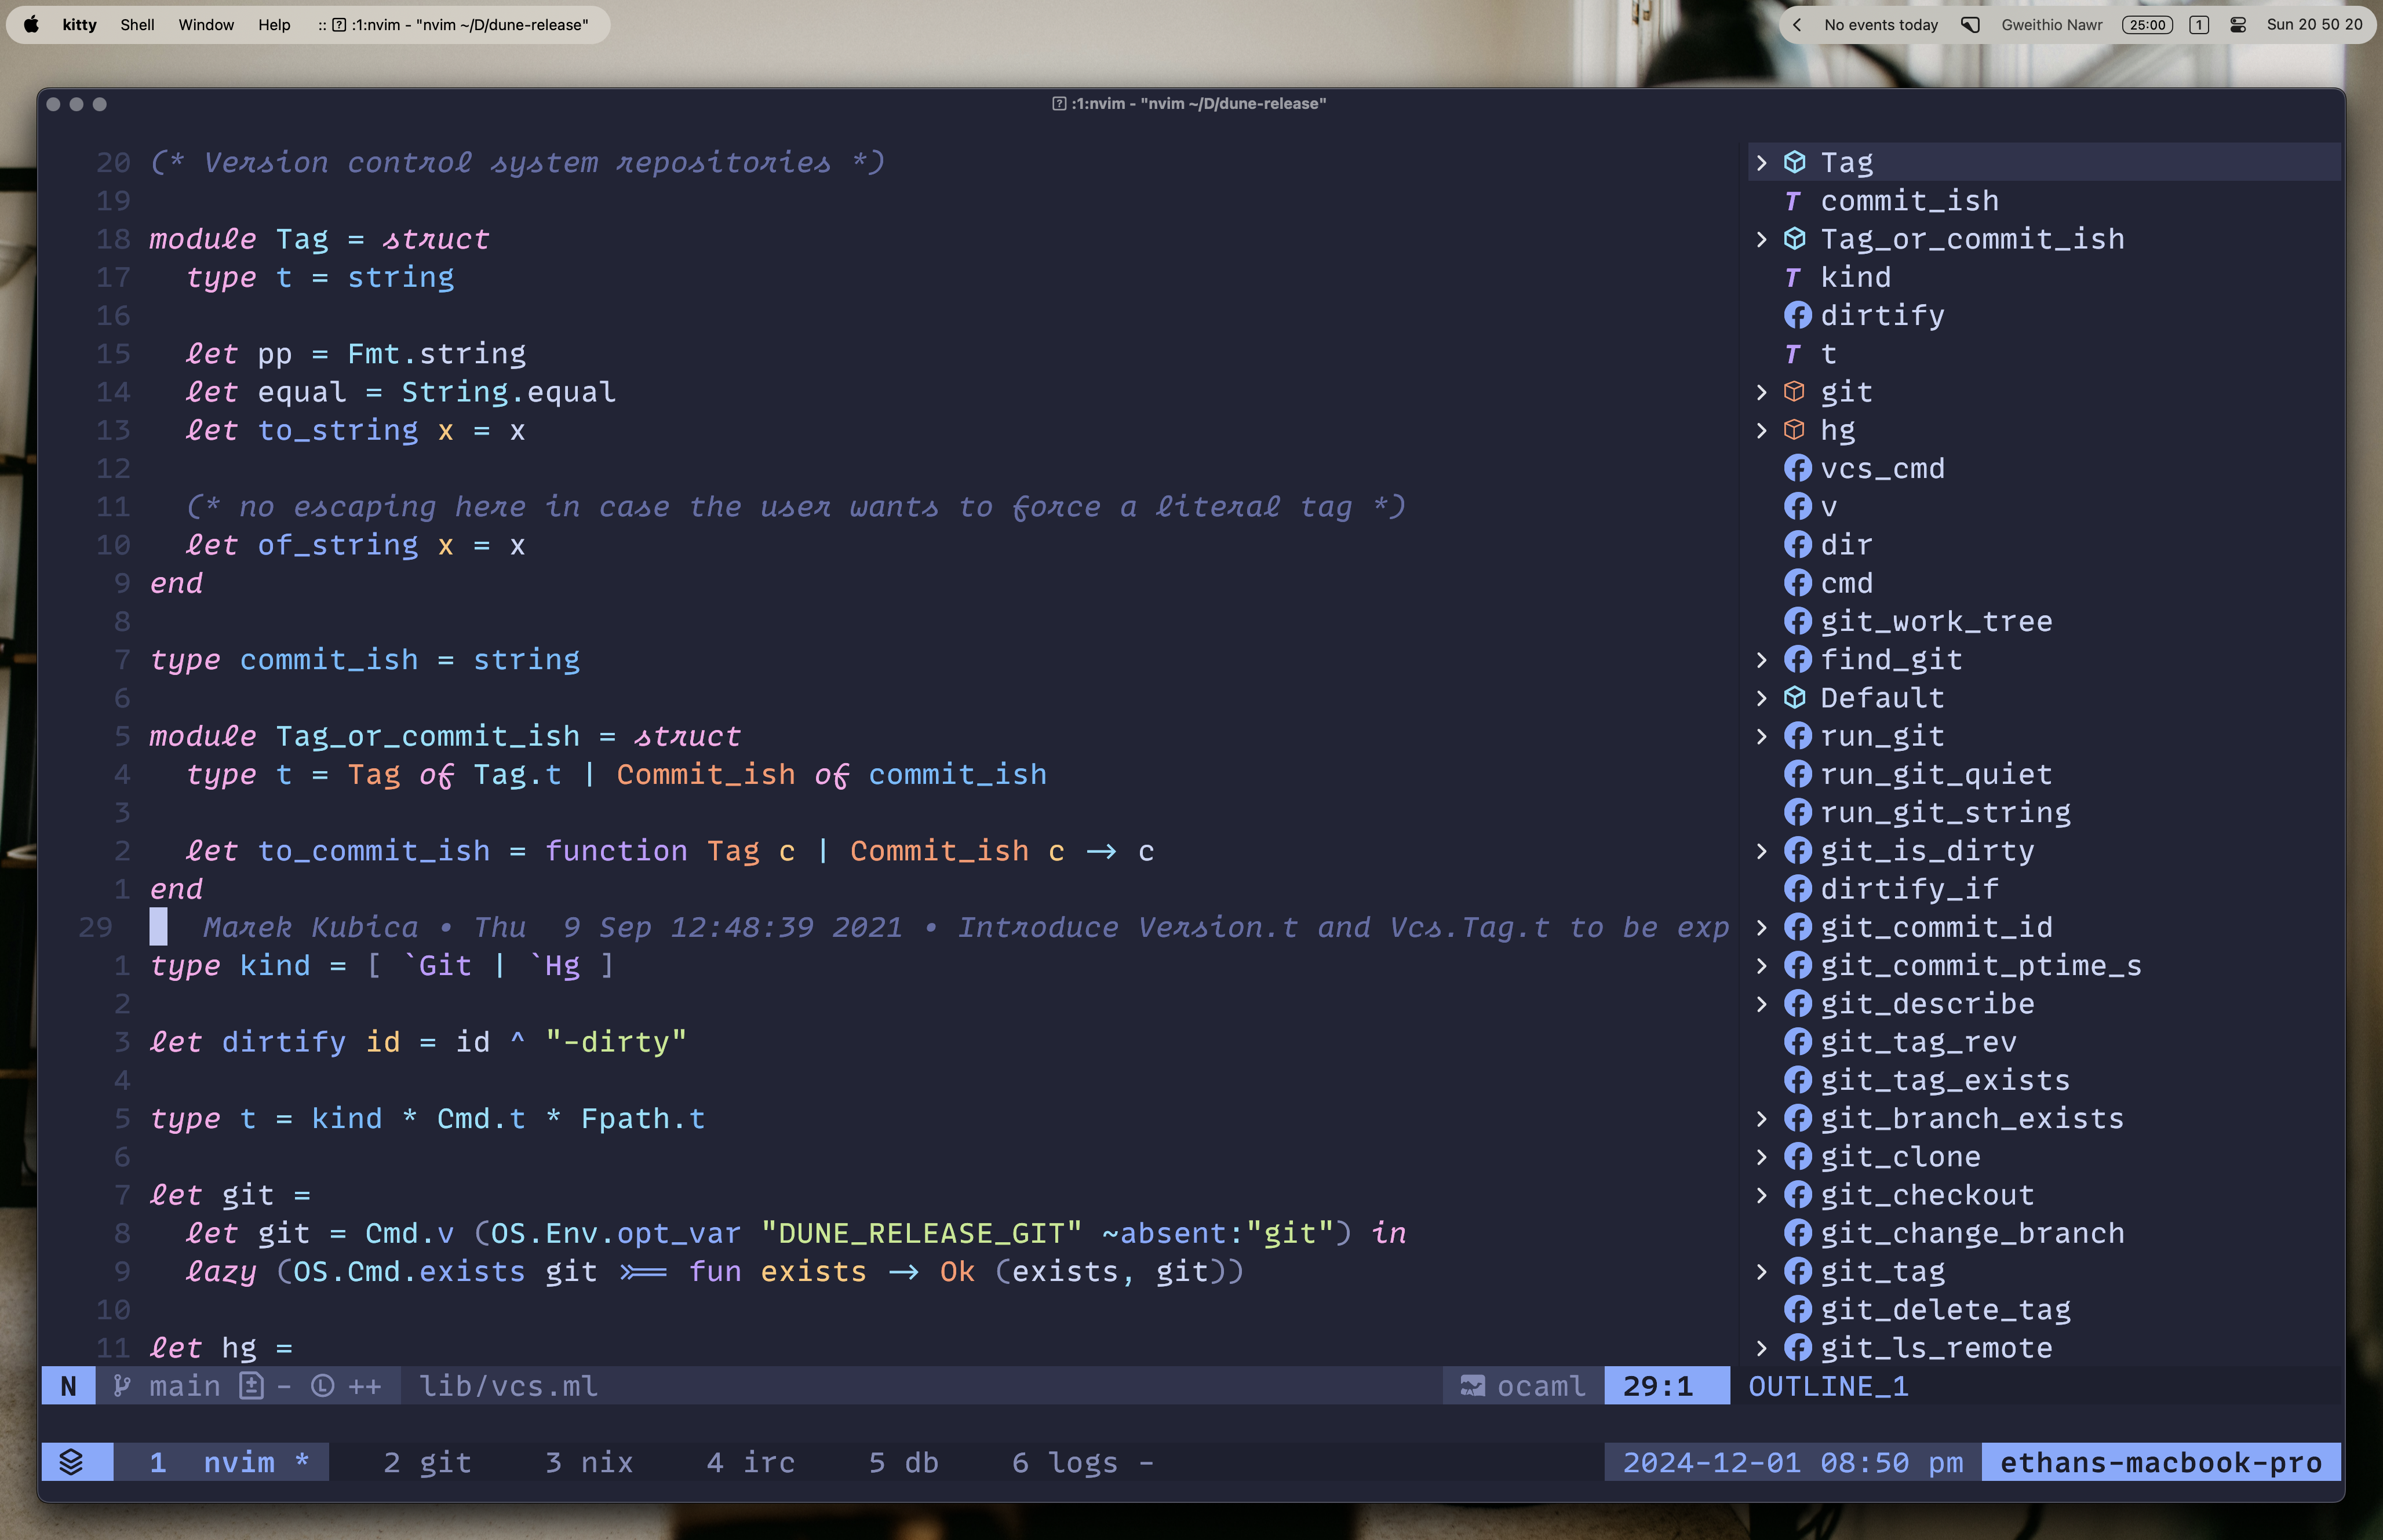 kitty Shell Window Help :: :1:nvim - "nvim ~/D/dune-release"
No events today Gweithio Nawr 25:00 1 Sun 20 50 20
:1:nvim - "nvim ~/D/dune-release"
20 (* Version control system repositories *)
19
18 module Tag = struct
17 type t = string
16
15 let pp = Fmt.string
14 let equal = String.equal
13 let to_string x = x
12
11 (* no escaping here in case the user wants to force a literal tag *)
10 let of_string x = x
9 end
8
7 type commit_ish = string
6
5 module Tag_or_commit_ish = struct
4 type t = Tag of Tag.t | Commit_ish of commit_ish
3
2 let to_commit_ish = function Tag c | Commit_ish c -> c
1 end
29 Marek Kubica • Thu 9 Sep 12:48:39 2021 • Introduce Version.t and Vcs.Tag.t to be exp
1 type kind = [ `Git | `Hg ]
2
3 let dirtify id = id ^ "-dirty"
4
5 type t = kind * Cmd.t * Fpath.t
6
7 let git =
8 let git = Cmd.v (OS.Env.opt_var "DUNE_RELEASE_GIT" ~absent:"git") in
9 lazy (OS.Cmd.exists git >>= fun exists -> Ok (exists, git))
10
11 let hg =
Tag
T commit_ish
Tag_or_commit_ish
T kind
f dirtify
T t
git
hg
f vcs_cmd
f v
f dir
f cmd
f git_work_tree
f find_git
Default
f run_git
f run_git_quiet
f run_git_string
f git_is_dirty
f dirtify_if
f git_commit_id
f git_commit_ptime_s
f git_describe
f git_tag_rev
f git_tag_exists
f git_branch_exists
f git_clone
f git_checkout
f git_change_branch
f git_tag
f git_delete_tag
f git_ls_remote
N main - L ++ lib/vcs.ml ocaml 29:1 OUTLINE_1
1 nvim * 2 git 3 nix 4 irc 5 db 6 logs - 2024-12-01 08:50 pm ethans-macbook-pro